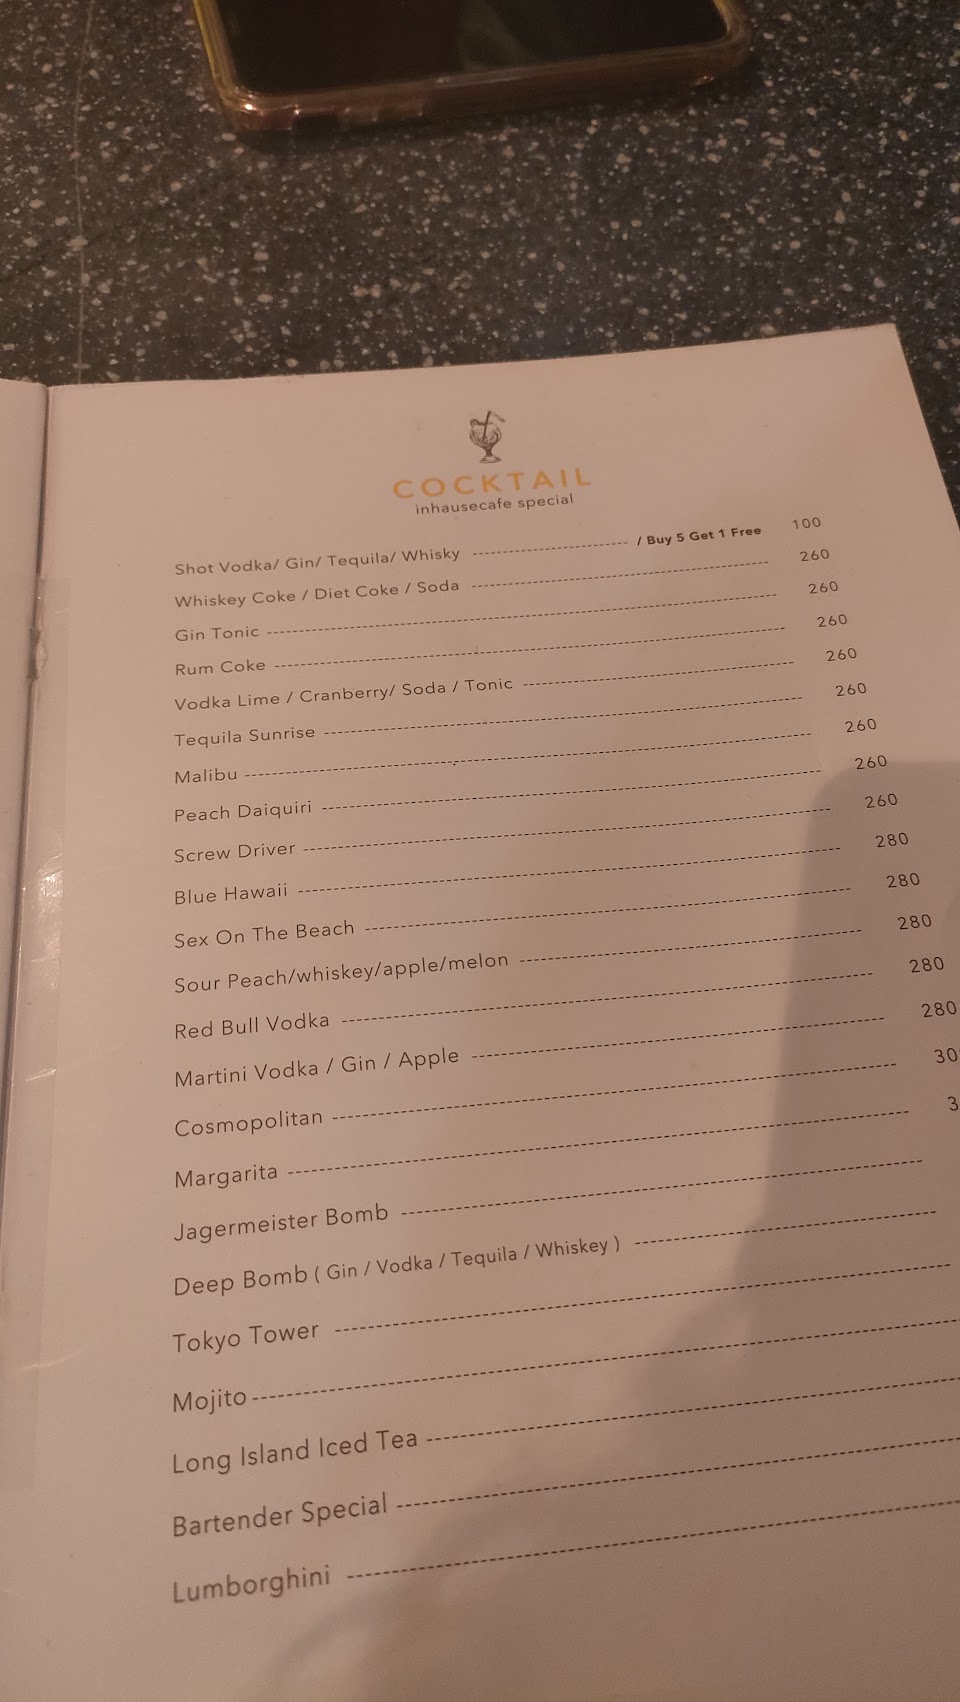 COCKTAIL
inhausecafe special
Shot Vodka/ Gin/ Tequila/ Whisky / Buy 5 Get 1 Free 100
Whiskey Coke / Diet Coke / Soda 260
Gin Tonic 260
Rum Coke 260
Vodka Lime / Cranberry/ Soda / Tonic 260
Tequila Sunrise 260
Malibu 260
Peach Daiquiri 260
Screw Driver 260
Blue Hawaii 280
Sex On The Beach 280
Sour Peach/whiskey/apple/melon 280
Red Bull Vodka 280
Martini Vodka / Gin / Apple 280
Cosmopolitan
Margarita
Jagermeister Bomb
Deep Bomb ( Gin / Vodka / Tequila / Whiskey )
Tokyo Tower
Mojito
Long Island Iced Tea
Bartender Special
Lumborghini